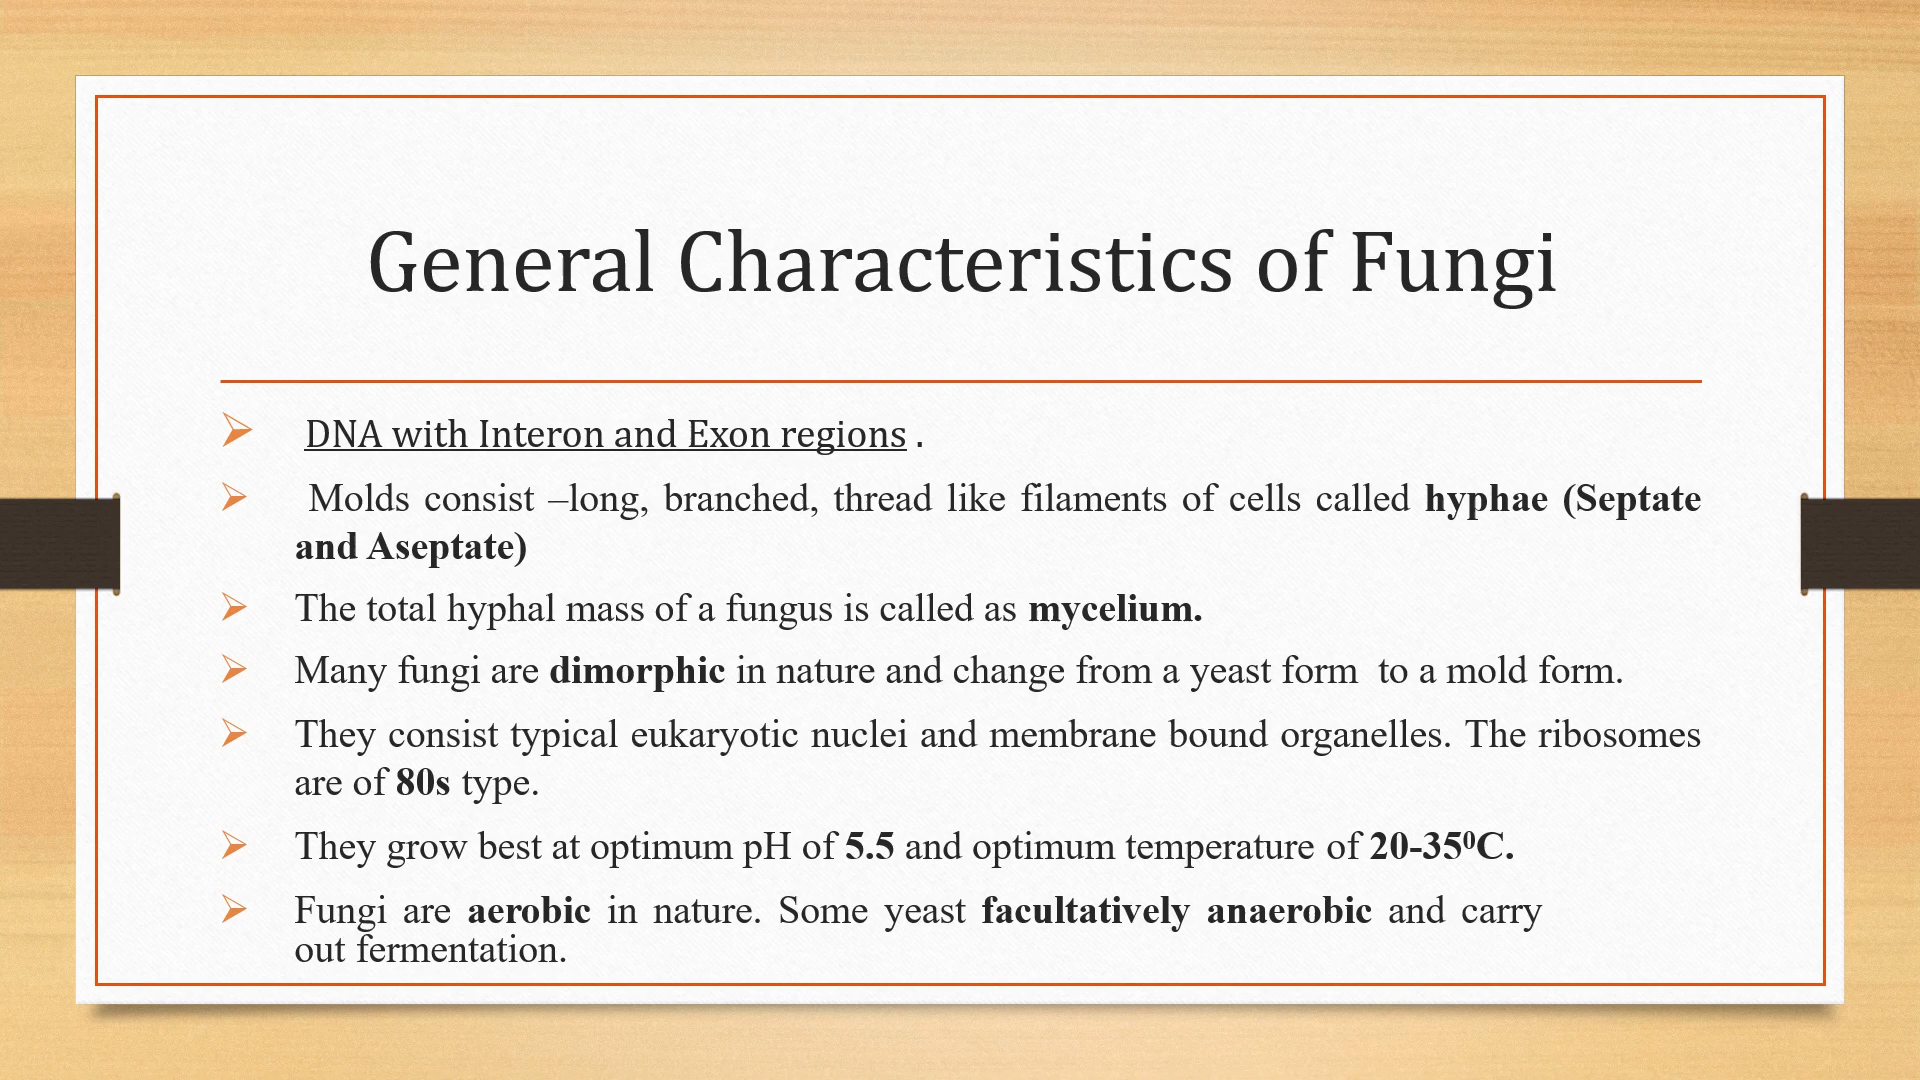 General Characteristics of Fungi
DNA with Interon and Exon regions .
Molds consist –long, branched, thread like filaments of cells called hyphae (Septate
and Aseptate)
The total hyphal mass of a fungus is called as mycelium.
Many fungi are dimorphic in nature and change from a yeast form to a mold form.
They consist typical eukaryotic nuclei and membrane bound organelles. The ribosomes
are of 80s type.
They grow best at optimum pH of 5.5 and optimum temperature of 20-35⁰C.
Fungi are aerobic in nature. Some yeast facultatively anaerobic and carry
out fermentation.